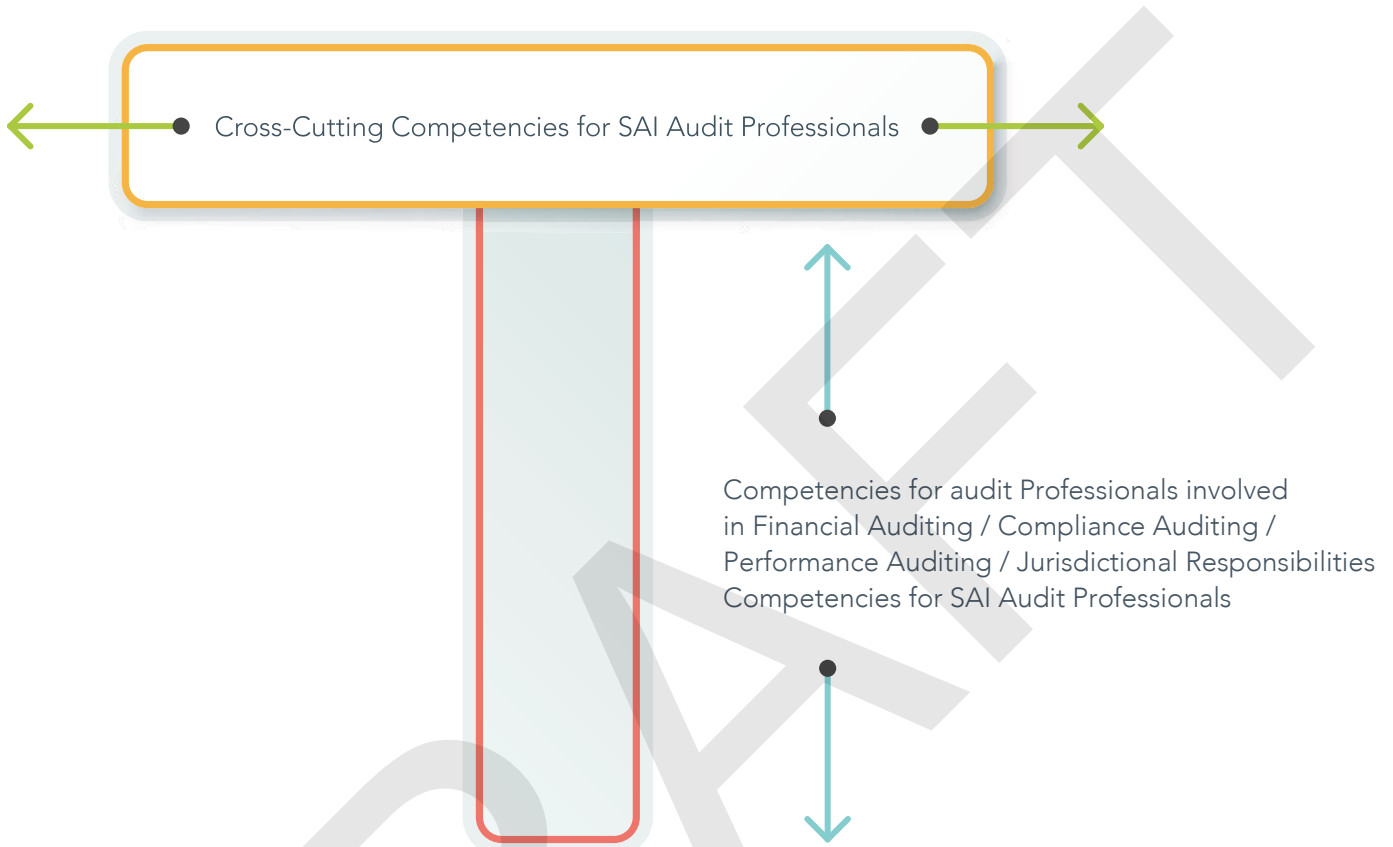 Cross-Cutting Competencies for SAI Audit Professionals
Competencies for audit Professionals involved
in Financial Auditing / Compliance Auditing /
Performance Auditing / Jurisdictional Responsibilities
Competencies for SAI Audit Professionals
RAFT